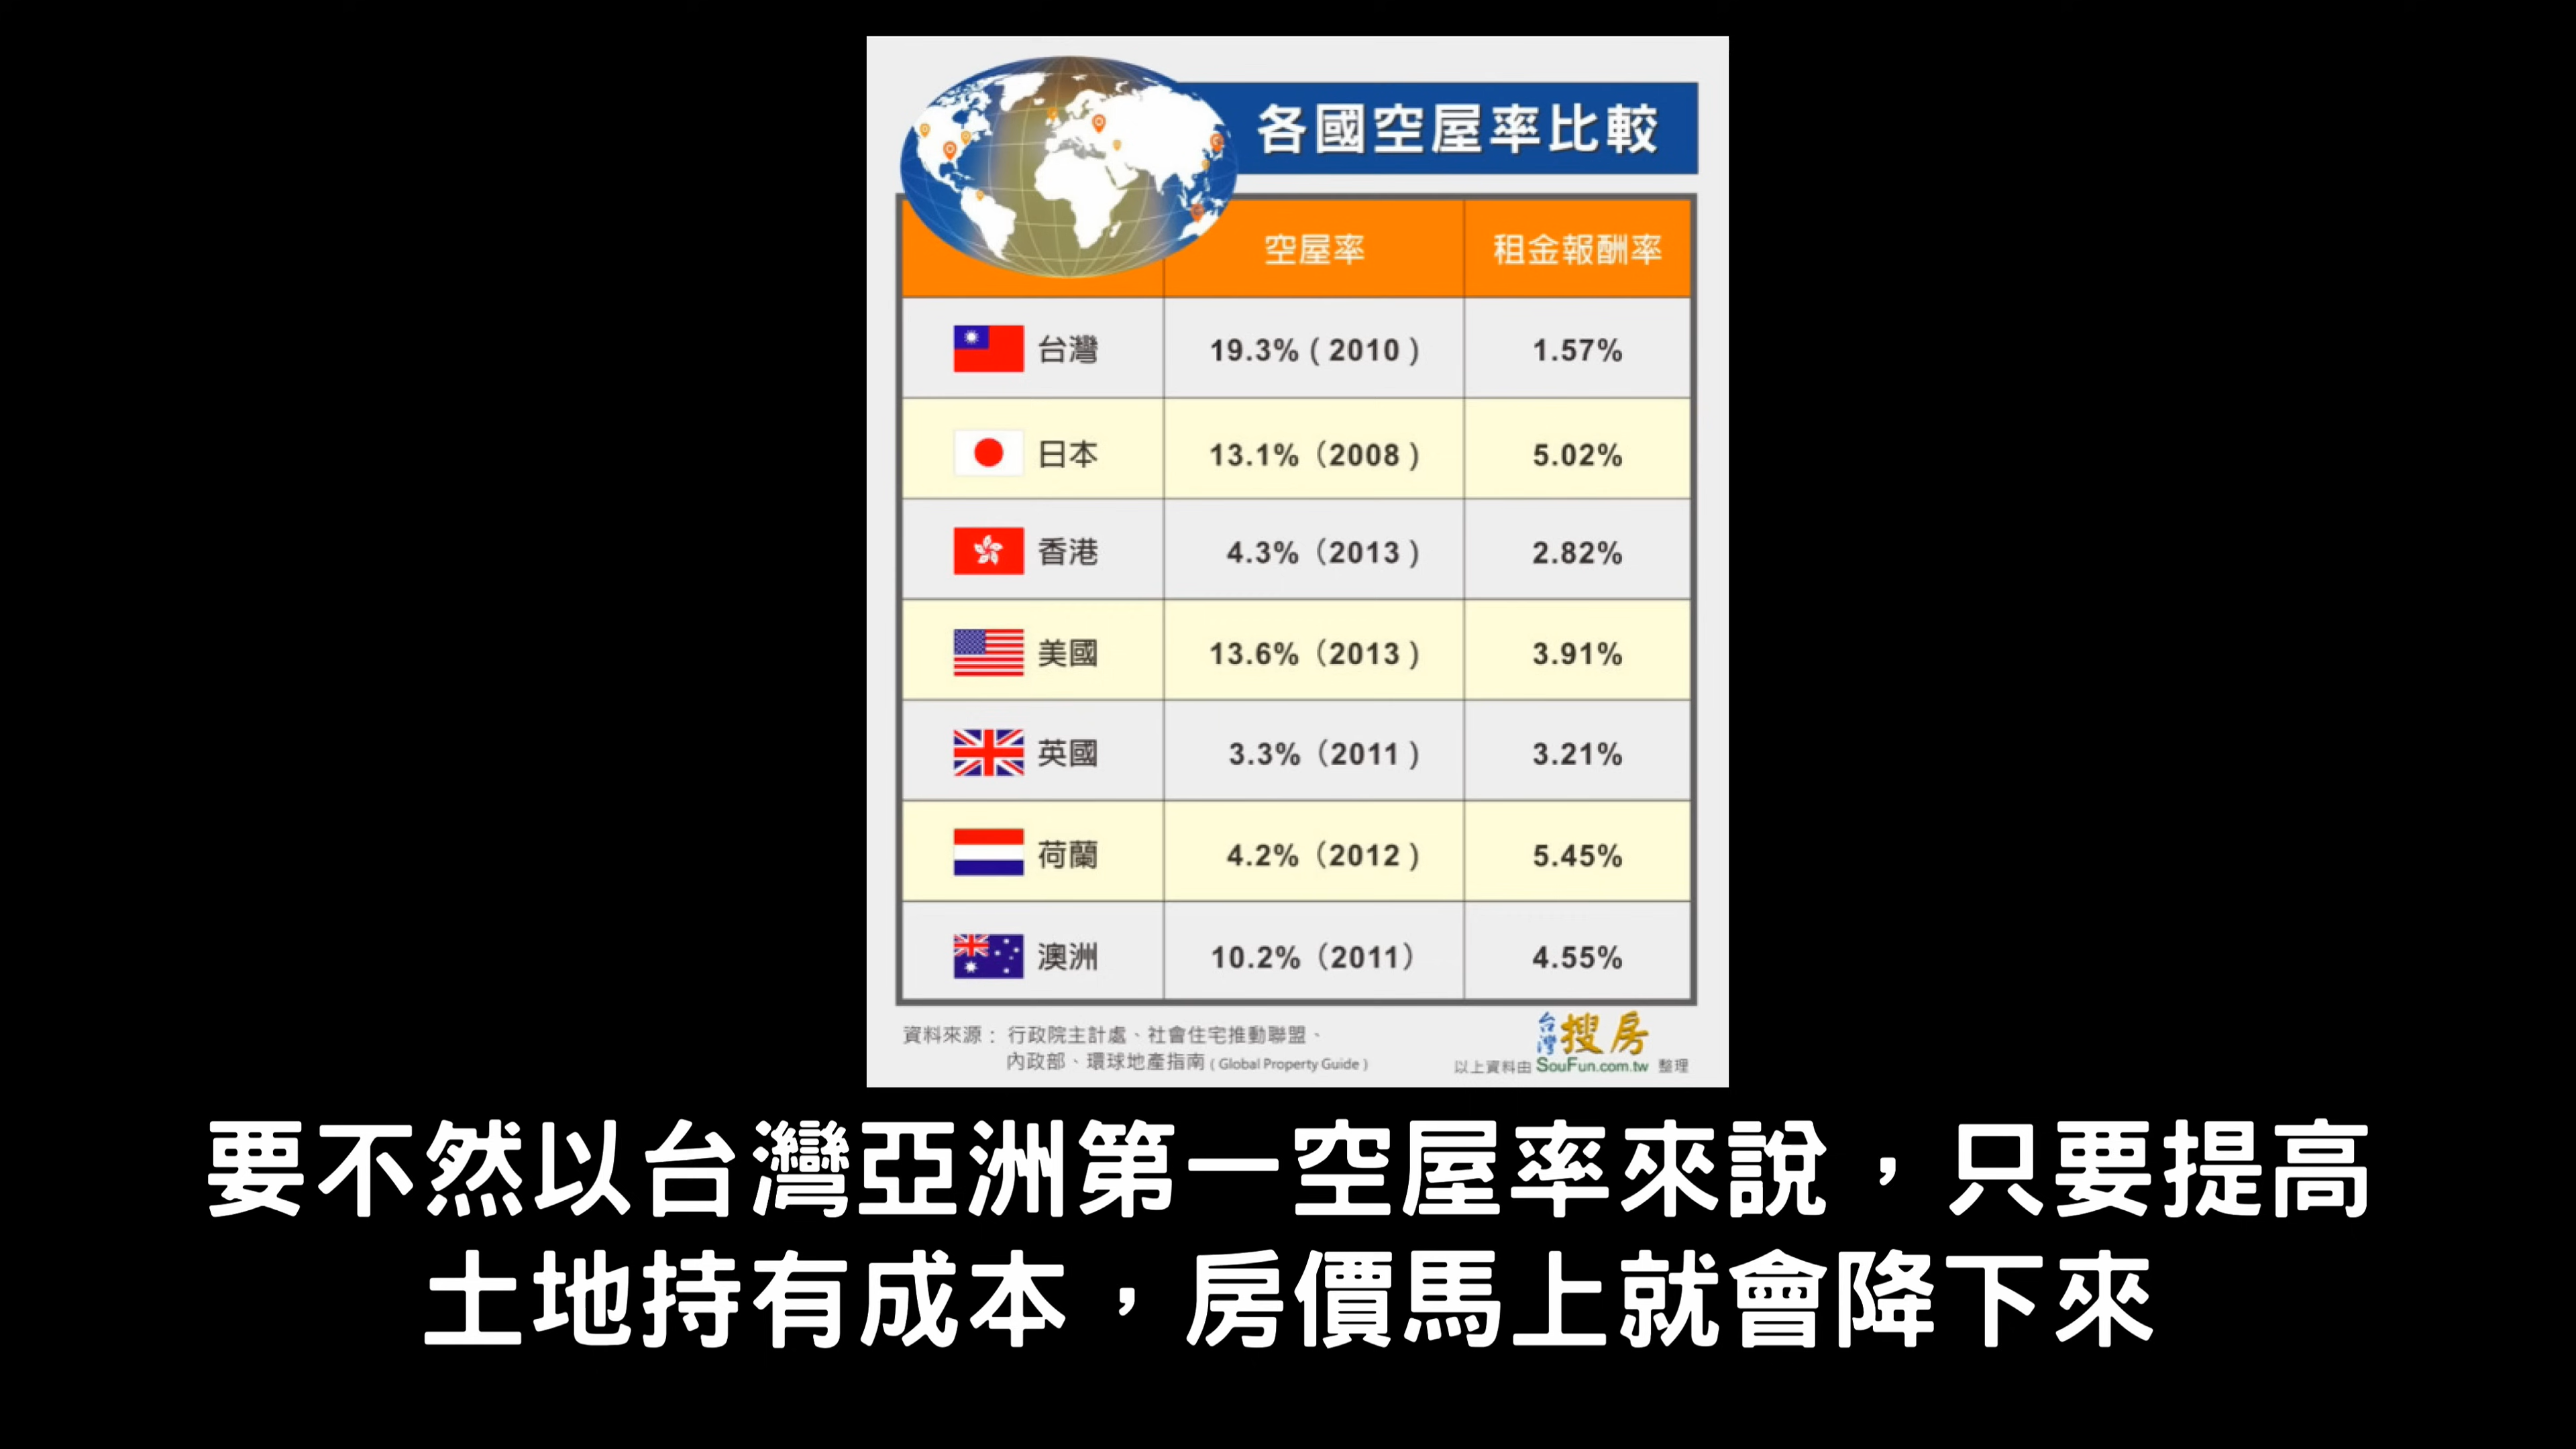 各國空屋率比較
空屋率 租金報酬率
台灣 19.3% ( 2010 ) 1.57%
日本 13.1%（2008 ) 5.02%
香港 4.3%（2013 ) 2.82%
美國 13.6%（2013 ) 3.91%
英國 3.3%（2011 ) 3.21%
荷蘭 4.2%（2012 ) 5.45%
澳洲 10.2%（2011） 4.55%
資料來源： 行政院主計處、社會住宅推動聯盟、
內政部、環球地產指南 ( Global Property Guide )
台灣搜房
以上資料由 SouFun.com.tw 整理
要不然以台灣亞洲第一空屋率來說，只要提高
土地持有成本，房價馬上就會降下來